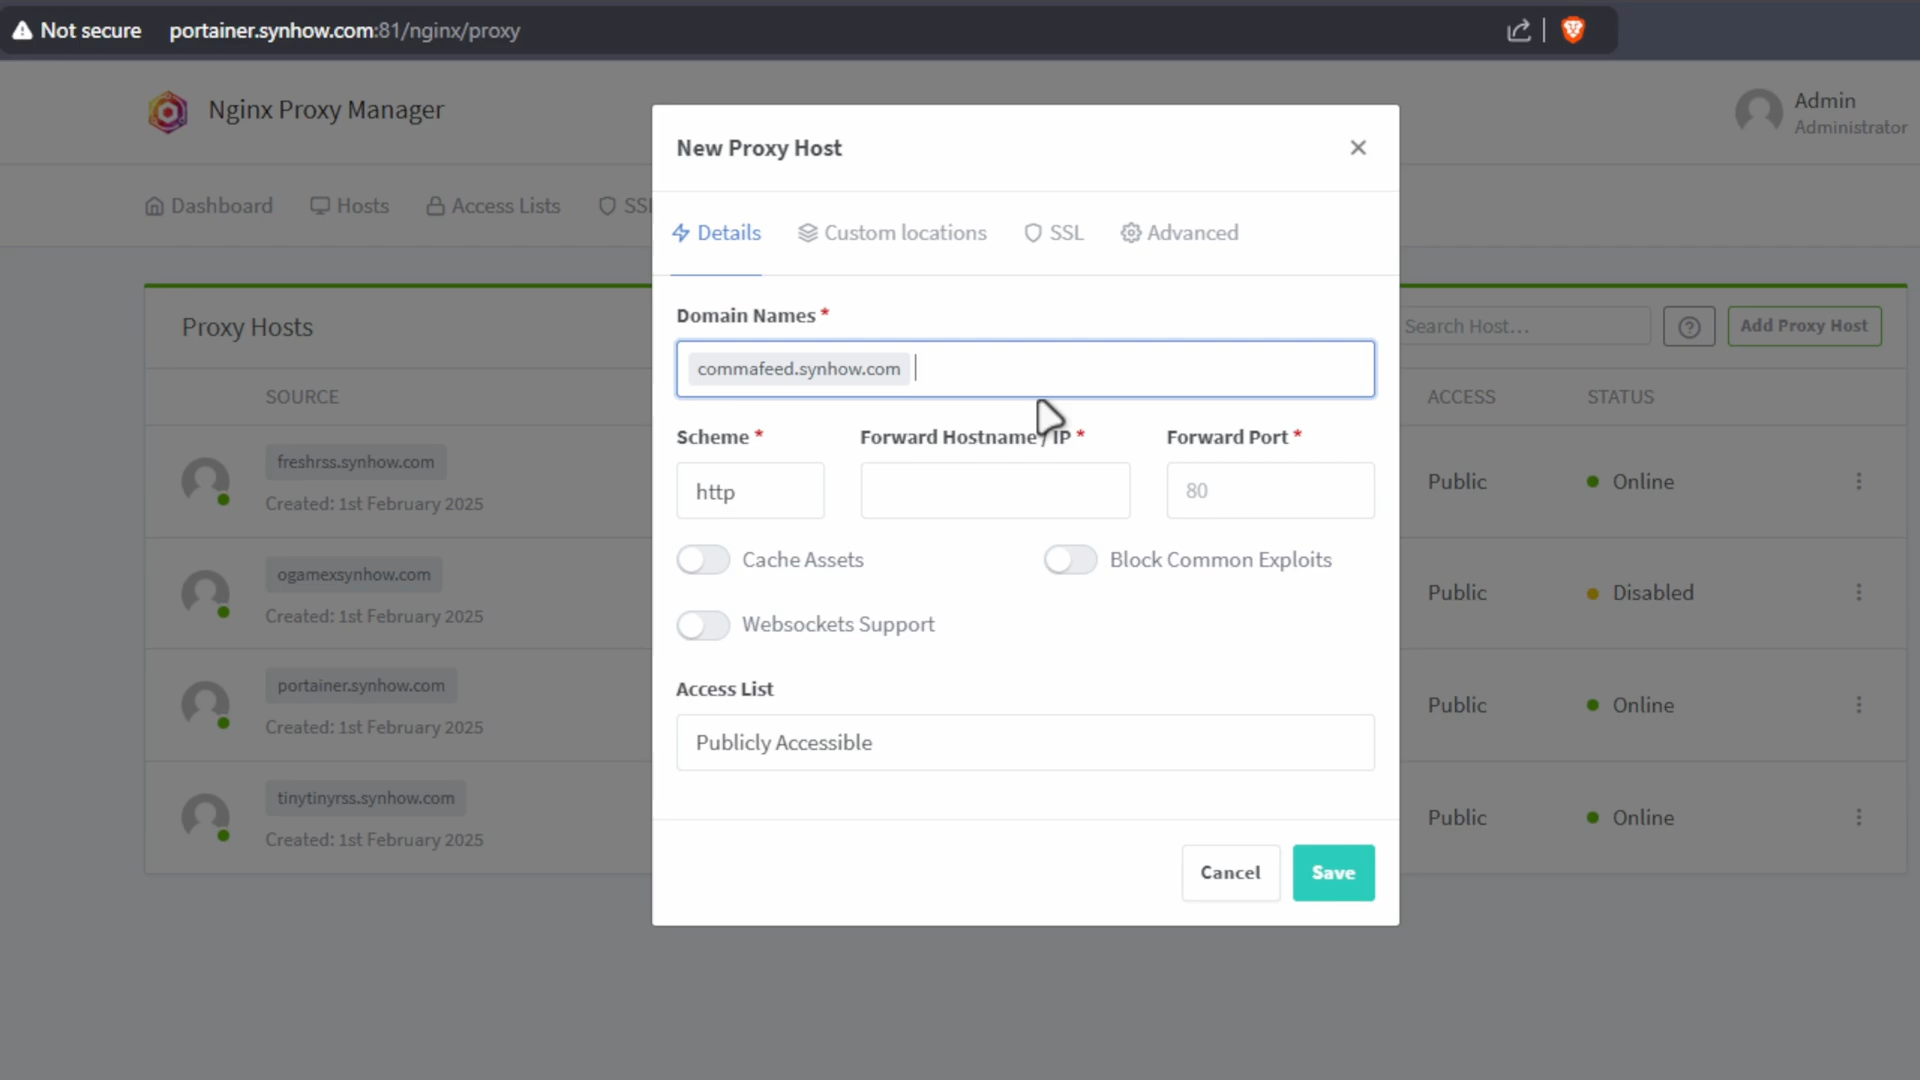 Not secure portainer.synhow.com:81/nginx/proxy
Nginx Proxy Manager
Admin
Administrator
Dashboard Hosts Access Lists
Proxy Hosts
Search Host... Add Proxy Host
SOURCE ACCESS STATUS
freshrss.synhow.com
Created: 1st February 2025
Public Online
ogamexsynhow.com
Created: 1st February 2025
Public Disabled
portainer.synhow.com
Created: 1st February 2025
Public Online
tinytinyrss.synhow.com
Created: 1st February 2025
Public Online
New Proxy Host
Details Custom locations SSL Advanced
Domain Names *
commafeed.synhow.com
Scheme * Forward Hostname / IP * Forward Port *
http 80
Cache Assets Block Common Exploits
Websockets Support
Access List
Publicly Accessible
Cancel Save